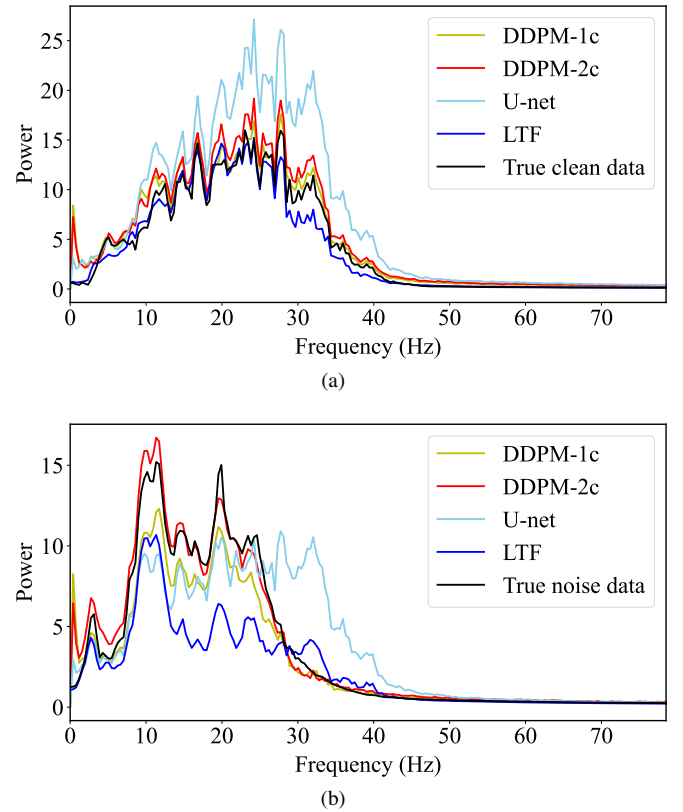 25
20
15
10
5
0
Power
DDPM-1c
DDPM-2c
U-net
LTF
True clean data
0 10 20 30 40 50 60 70
Frequency (Hz)
(a)
15
10
5
0
Power
DDPM-1c
DDPM-2c
U-net
LTF
True noise data
0 10 20 30 40 50 60 70
Frequency (Hz)
(b)